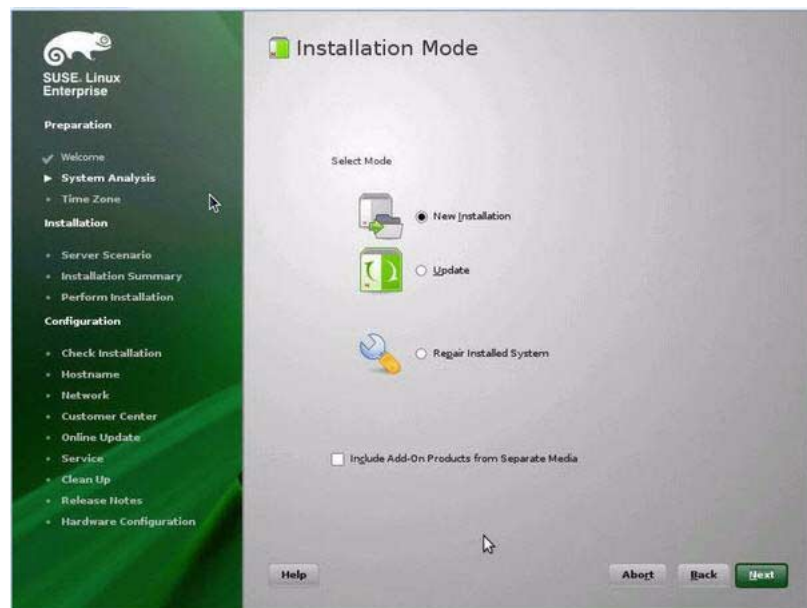 SUSE. Linux
Enterprise
Preparation
Welcome
System Analysis
Time Zone
Installation
Server Scenario
Installation Summary
Perform Installation
Configuration
Check Installation
Hostname
Network
Customer Center
Online Update
Service
Clean Up
Release Notes
Hardware Configuration
Installation Mode
Select Mode
New Installation
Update
Repair Installed System
Include Add-On Products from Separate Media
Help
Abort
Back
Next